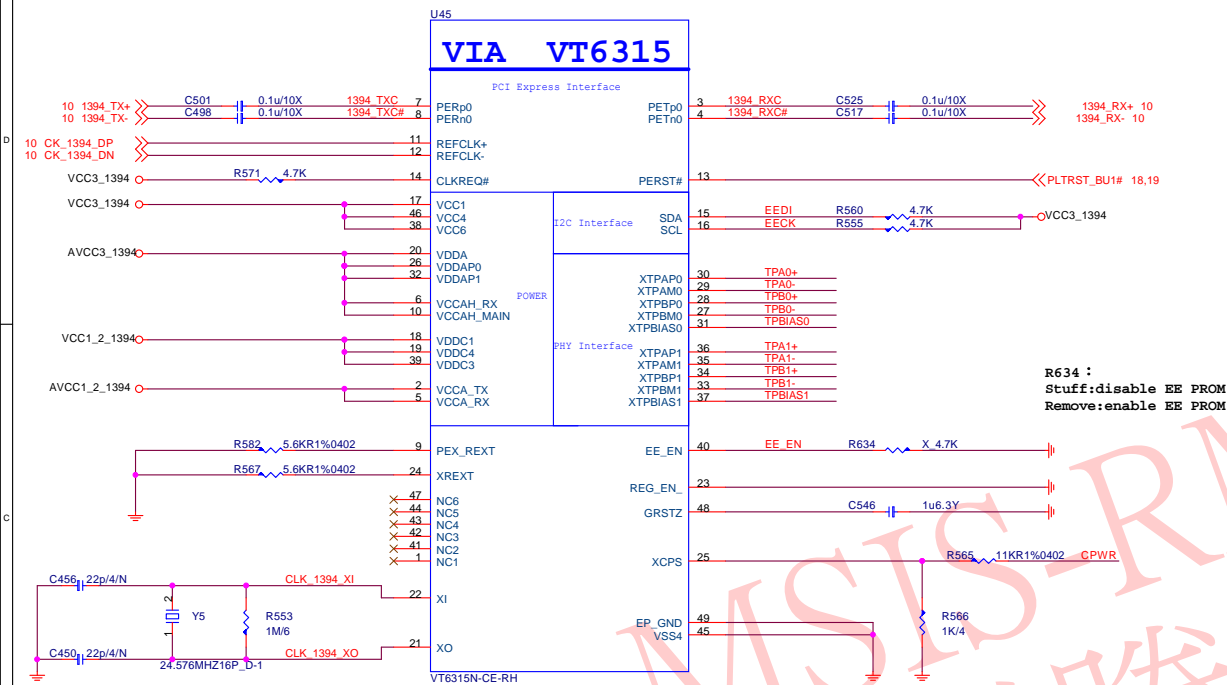 U45
VIA VT6315
PCI Express Interface
10 1394_TX+ C501 0.1u/10X 1394_TXC 7 PERp0 PETp0 3 1394_RXC C525 0.1u/10X 1394_RX+ 10
10 1394_TX- C498 0.1u/10X 1394_TXC# 8 PERn0 PETn0 4 1394_RXC# C517 0.1u/10X 1394_RX- 10
D
10 CK_1394_DP 11 REFCLK+
10 CK_1394_DN 12 REFCLK-
VCC3_1394 R571 4.7K 14 CLKREQ# PERST# 13 PLTRST_BU1# 18,19
VCC3_1394 17 VCC1
46 VCC4 SDA 15 EEDI R560 4.7K VCC3_1394
38 VCC6 I2C Interface SCL 16 EECK R555 4.7K
AVCC3_1394 20 VDDA
26 VDDAP0
32 VDDAP1 XTPAP0 30 TPA0+
XTPAM0 29 TPA0-
POWER
6 VCCAH_RX XTPBP0 28 TPB0+
10 VCCAH_MAIN XTPBM0 27 TPB0-
XTPBIAS0 31 TPBIAS0
VCC1_2_1394 18 VDDC1
19 VDDC4 PHY Interface XTPAP1 36 TPA1+
39 VDDC3 XTPAM1 35 TPA1-
XTPBP1 34 TPB1+
AVCC1_2_1394 2 VCCA_TX XTPBM1 33 TPB1-
5 VCCA_RX XTPBIAS1 37 TPBIAS1
R634：
Stuff:disable EE PROM
Remove:enable EE PROM
R582 5.6KR1%0402 9 PEX_REXT EE_EN 40 EE_EN R634 X_4.7K
R567 5.6KR1%0402 24 XREXT
REG_EN_ 23
47 NC6
44 NC5 GRSTZ 48 C546 1u6.3Y
C
43 NC4
42 NC3
41 NC2
1 NC1 XCPS 25 R565 11KR1%0402 CPWR
C456 22p/4/N CLK_1394_XI 22 XI
2 Y5 1
R553
1M/6
R566
1K/4
EP_GND 49
VSS4 45
C450 22p/4/N CLK_1394_XO 21 XO
24.576MHZ16P_D-1
VT6315N-CE-RH